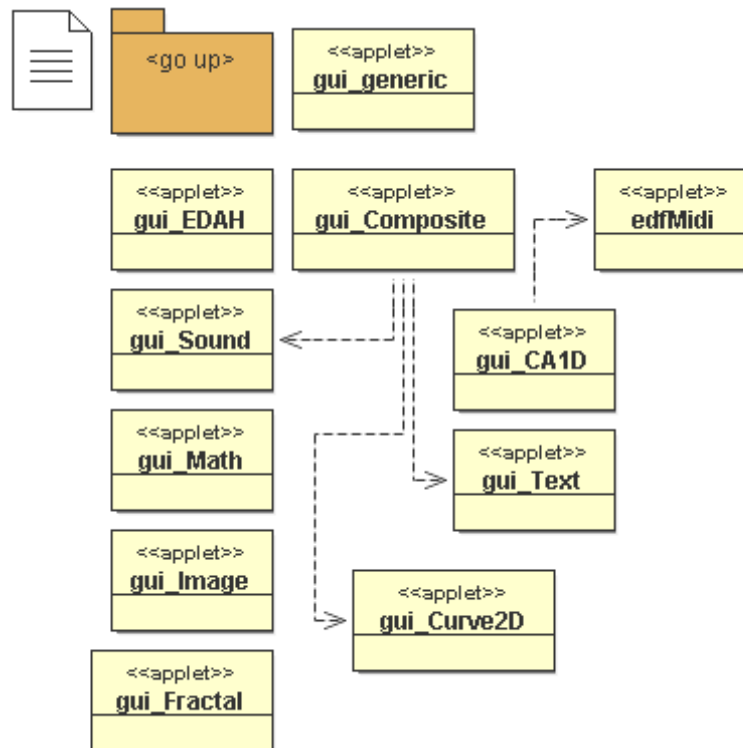 <go up>
<<applet>>
gui_generic
<<applet>>
gui_EDAH
<<applet>>
gui_Composite
<<applet>>
edfMidi
<<applet>>
gui_Sound
<<applet>>
gui_CA1D
<<applet>>
gui_Math
<<applet>>
gui_Text
<<applet>>
gui_Image
<<applet>>
gui_Curve2D
<<applet>>
gui_Fractal